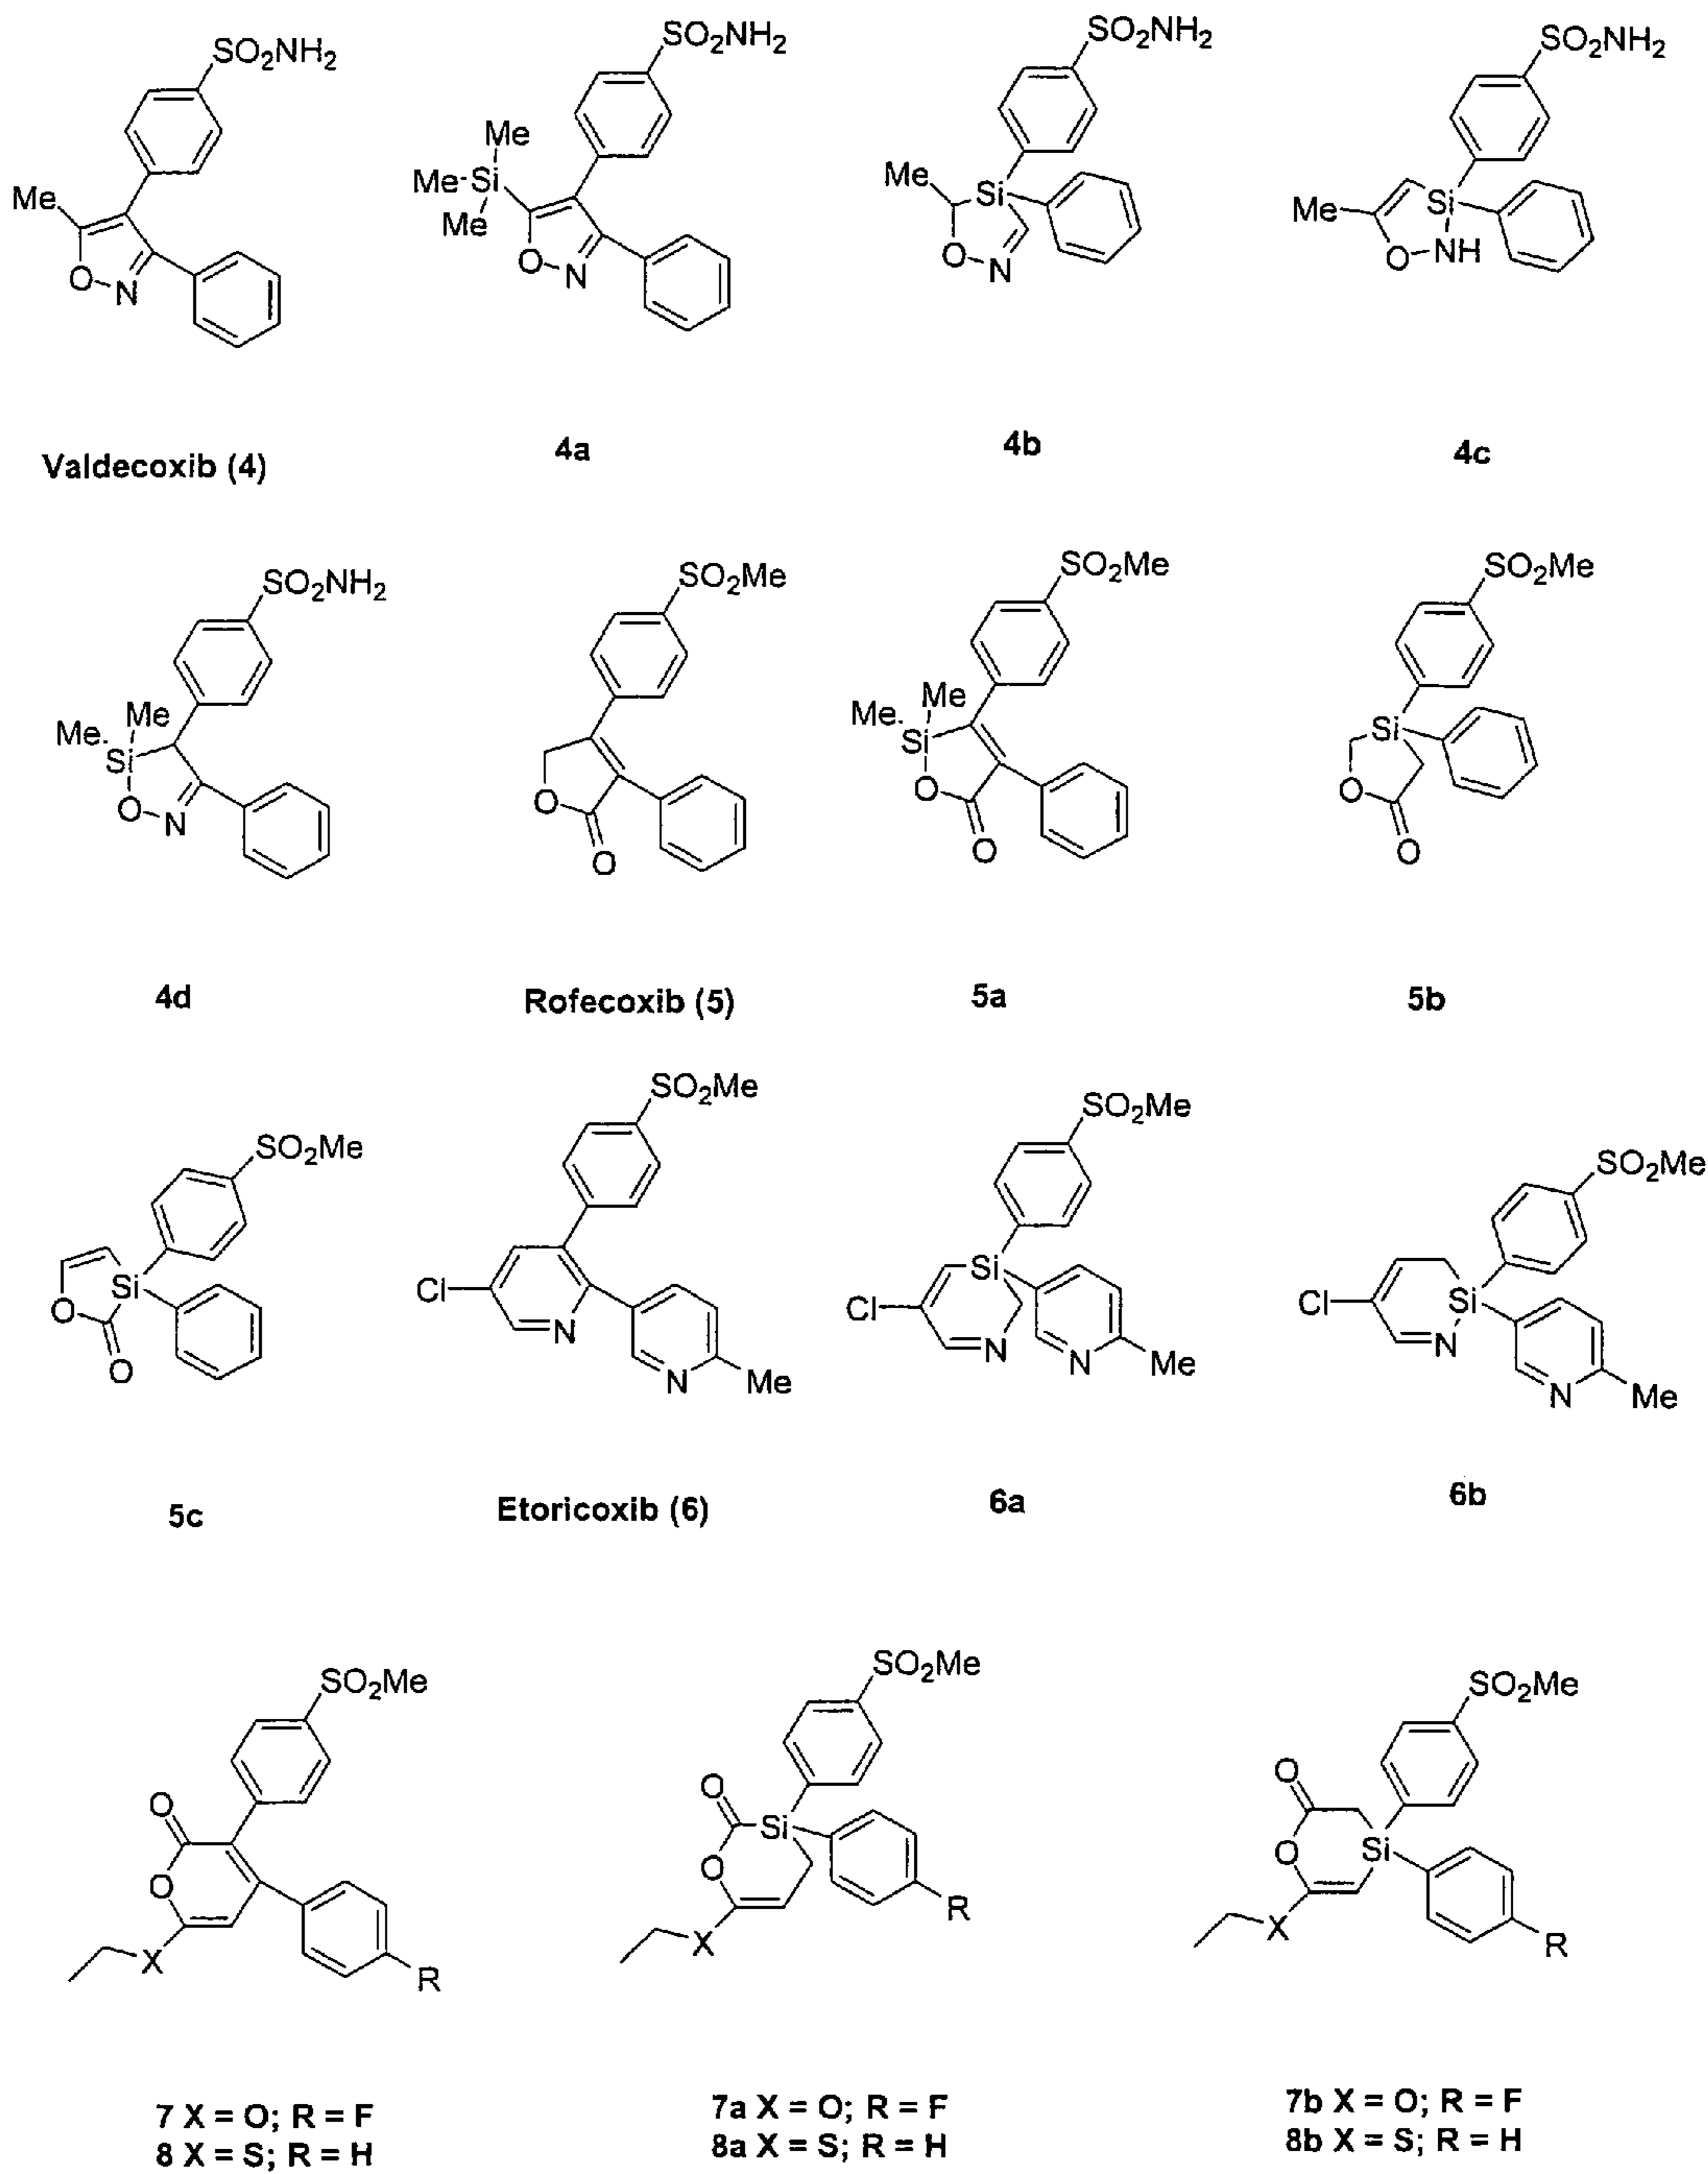 SO2NH2
Me
O
N
Valdecoxib (4)
SO2NH2
Me
Me
Si
Me
O
N
4a
SO2NH2
Me
Si
O
N
4b
SO2NH2
Me
Si
O
NH
4c
SO2NH2
Me
Me
Si
O
N
4d
SO2Me
O
O
Rofecoxib (5)
SO2Me
Me
Me
Si
O
O
5a
SO2Me
Si
O
O
5b
SO2Me
Si
O
O
5c
SO2Me
Cl
N
N
Me
Etoricoxib (6)
SO2Me
Si
Cl
N
N
Me
6a
SO2Me
Cl
Si
N
N
Me
6b
SO2Me
O
O
X
R
7 X = O; R = F
8 X = S; R = H
SO2Me
O
Si
O
X
R
7a X = O; R = F
8a X = S; R = H
SO2Me
O
O
Si
X
R
7b X = O; R = F
8b X = S; R = H